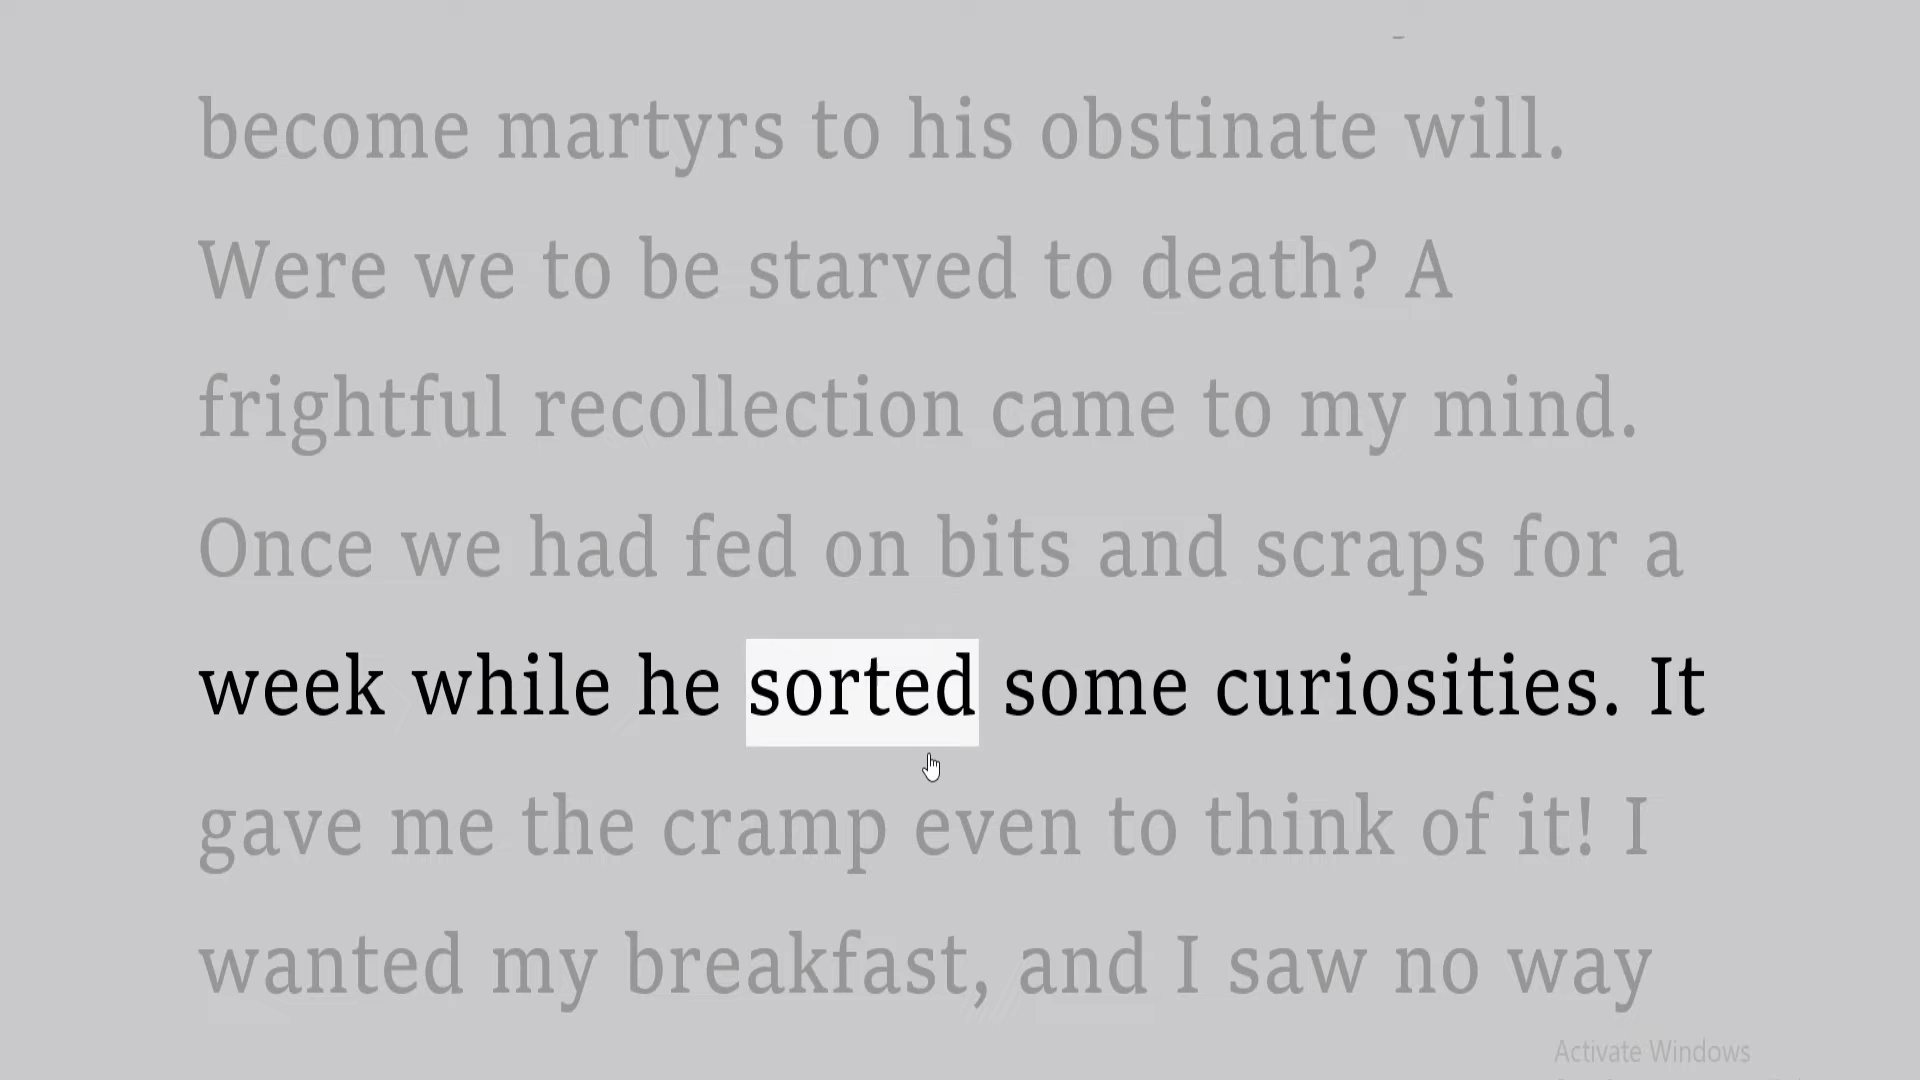 become martyrs to his obstinate will.
Were we to be starved to death? A
frightful recollection came to my mind.
Once we had fed on bits and scraps for a
week while he sorted some curiosities. It
gave me the cramp even to think of it! I
wanted my breakfast, and I saw no way
Activate Windows